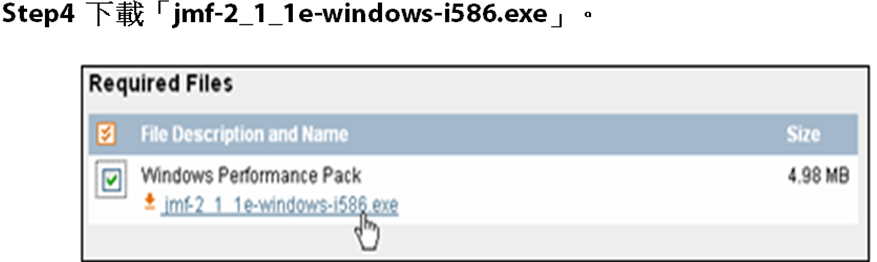 Step4 下載「jmf-2_1_1e-windows-i586.exe」。
Required Files
File Description and Name Size
Windows Performance Pack 4.98 MB
jmf-2_1_1e-windows-i586.exe